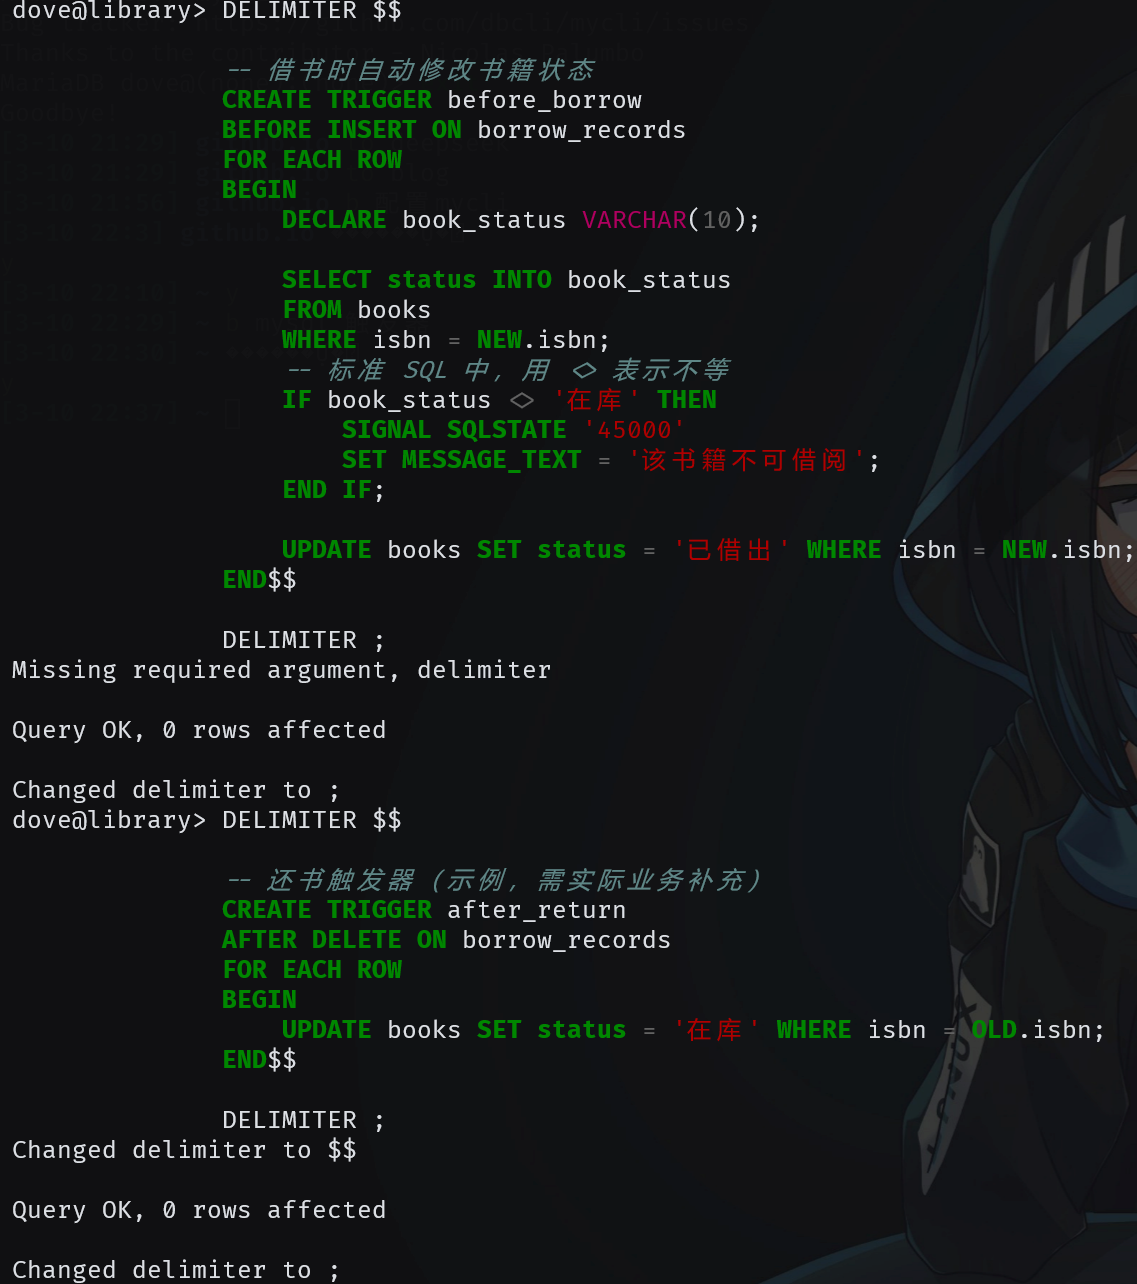 dove@library> DELIMITER $$
-- 借书时自动修改书籍状态
CREATE TRIGGER before_borrow
BEFORE INSERT ON borrow_records
FOR EACH ROW
BEGIN
DECLARE book_status VARCHAR(10);
SELECT status INTO book_status
FROM books
WHERE isbn = NEW.isbn;
-- 标准 SQL 中, 用 <> 表示不等
IF book_status <> '在库' THEN
SIGNAL SQLSTATE '45000'
SET MESSAGE_TEXT = '该书籍不可借阅';
END IF;
UPDATE books SET status = '已借出' WHERE isbn = NEW.isbn;
END$$
DELIMITER ;
Missing required argument, delimiter
Query OK, 0 rows affected
Changed delimiter to ;
dove@library> DELIMITER $$
-- 还书触发器 (示例, 需实际业务补充)
CREATE TRIGGER after_return
AFTER DELETE ON borrow_records
FOR EACH ROW
BEGIN
UPDATE books SET status = '在库' WHERE isbn = OLD.isbn;
END$$
DELIMITER ;
Changed delimiter to $$
Query OK, 0 rows affected
Changed delimiter to ;